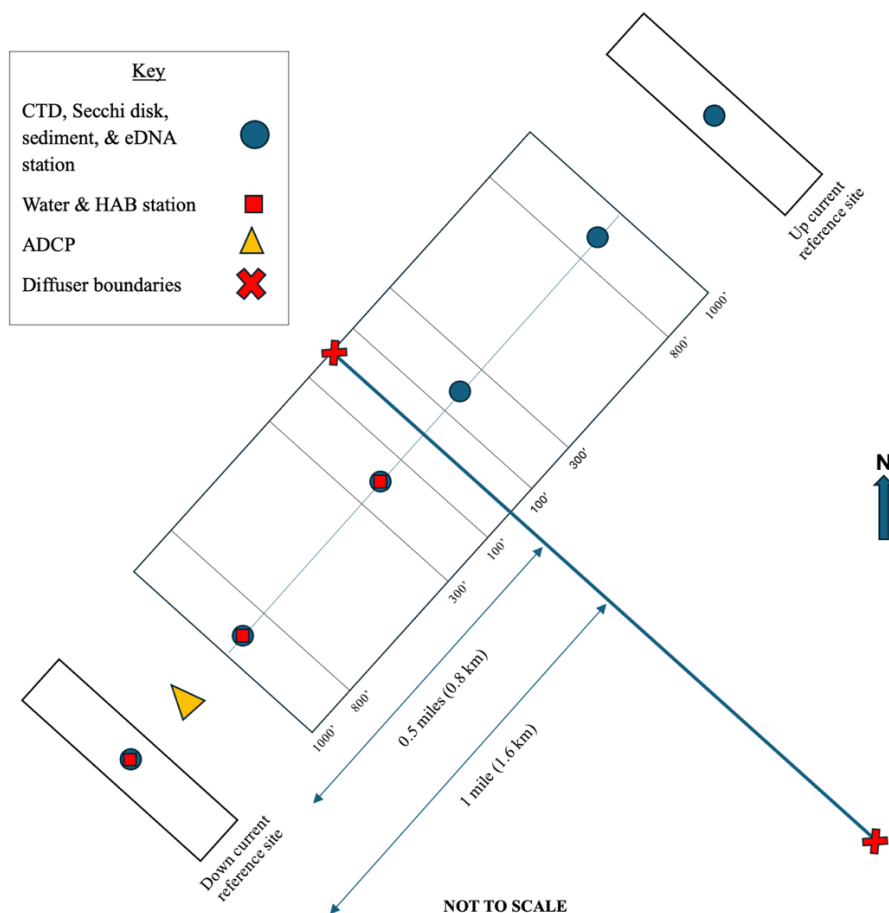 Key
CTD, Secchi disk,
sediment, & eDNA
station
Water & HAB station
ADCP
Diffuser boundaries
Up current
reference site
1000’
800’
300’
100’
N
100’
300’
800’
1000’
0.5 miles (0.8 km)
1 mile (1.6 km)
Down current
reference site
NOT TO SCALE